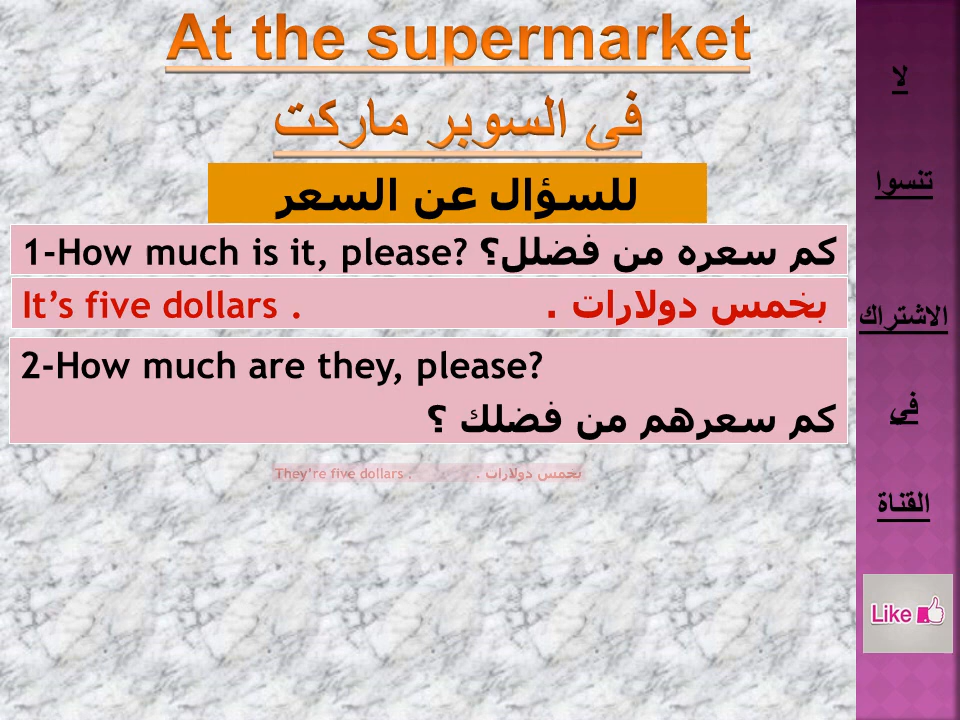 At the supermarket
فى السوبر ماركت
للسؤال عن السعر
1-How much is it, please? كم سعره من فضلل؟
It’s five dollars . بخمس دولارات .
2-How much are they, please?
كم سعرهم من فضلك ؟
They’re five dollars . بخمس دولارات .
لا
تنسوا
الاشتراك
في
القناة
Like